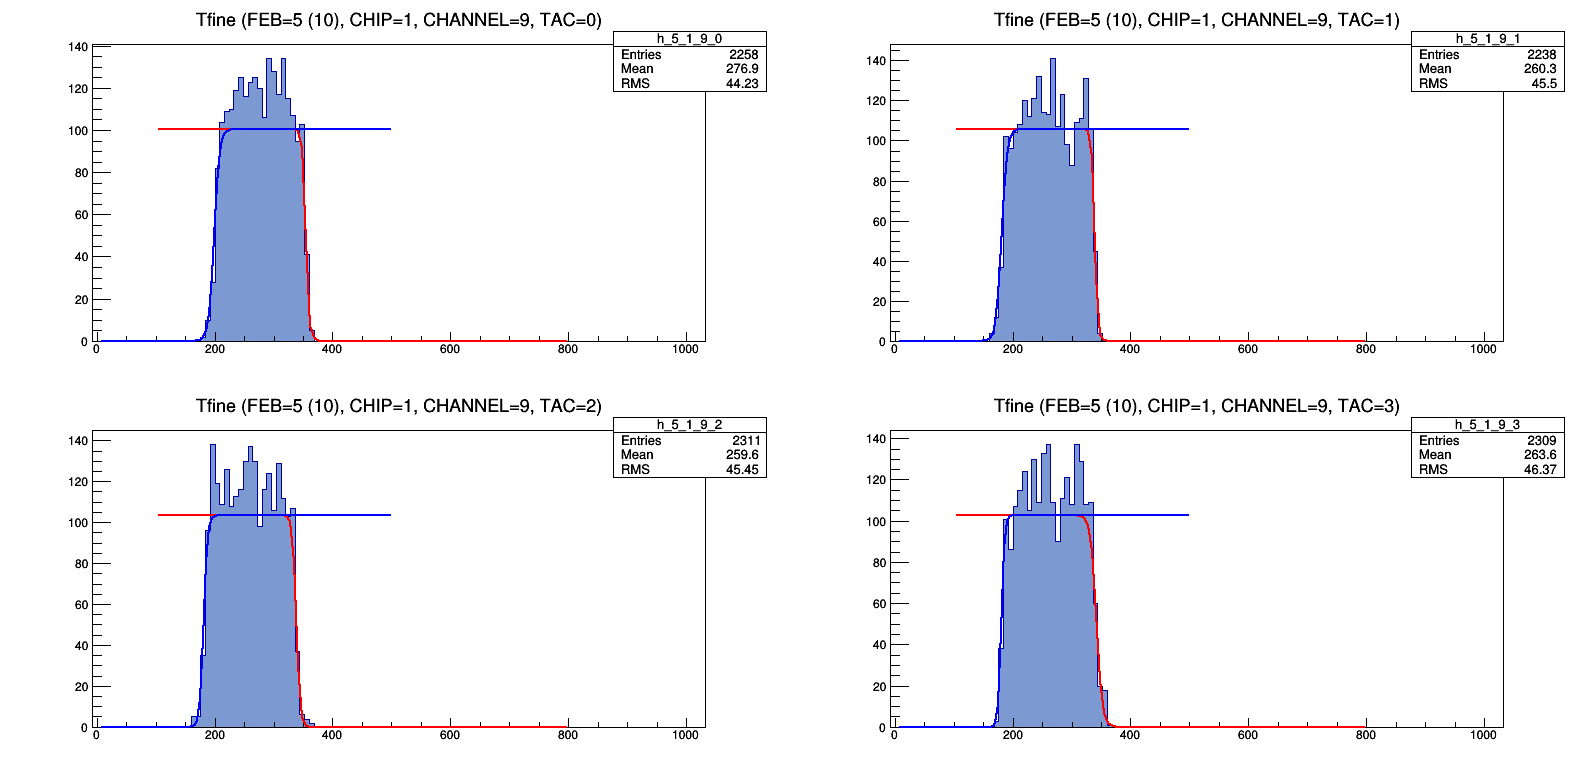 Tfine (FEB=5 (10), CHIP=1, CHANNEL=9, TAC=0)
h_5_1_9_0
Entries 2258
Mean 276.9
RMS 44.23
140
120
100
80
60
40
20
0
0 200 400 600 800 1000
Tfine (FEB=5 (10), CHIP=1, CHANNEL=9, TAC=1)
h_5_1_9_1
Entries 2238
Mean 260.3
RMS 45.5
140
120
100
80
60
40
20
0
0 200 400 600 800 1000
Tfine (FEB=5 (10), CHIP=1, CHANNEL=9, TAC=2)
h_5_1_9_2
Entries 2311
Mean 259.6
RMS 45.45
140
120
100
80
60
40
20
0
0 200 400 600 800 1000
Tfine (FEB=5 (10), CHIP=1, CHANNEL=9, TAC=3)
h_5_1_9_3
Entries 2309
Mean 263.6
RMS 46.37
140
120
100
80
60
40
20
0
0 200 400 600 800 1000